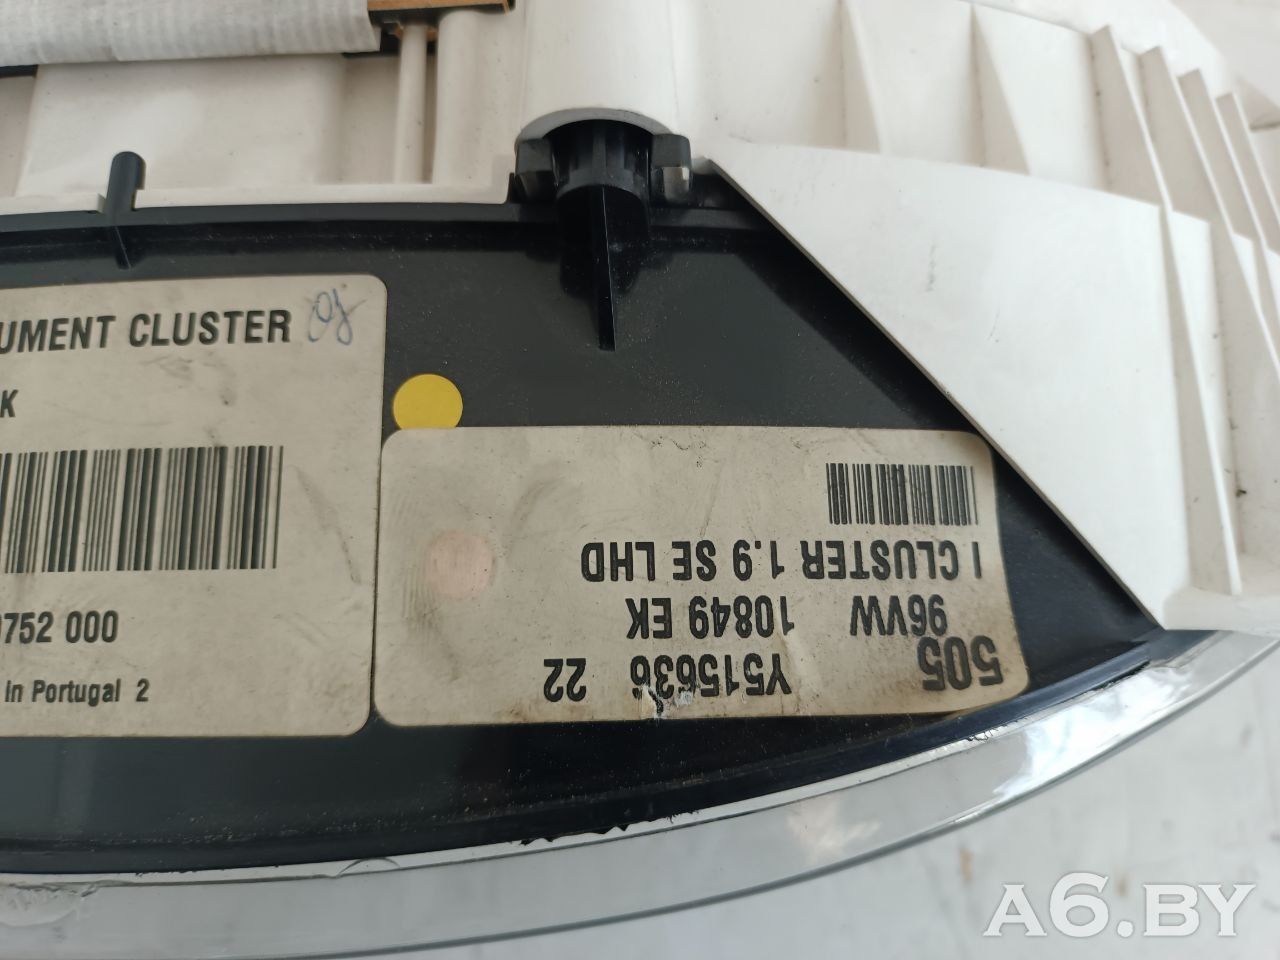 UMENT CLUSTER
K
752 000
in Portugal 2
I CLUSTER 1.9 SE LHD
96VW 10849 EK
505
Y515636 22
A6.BY